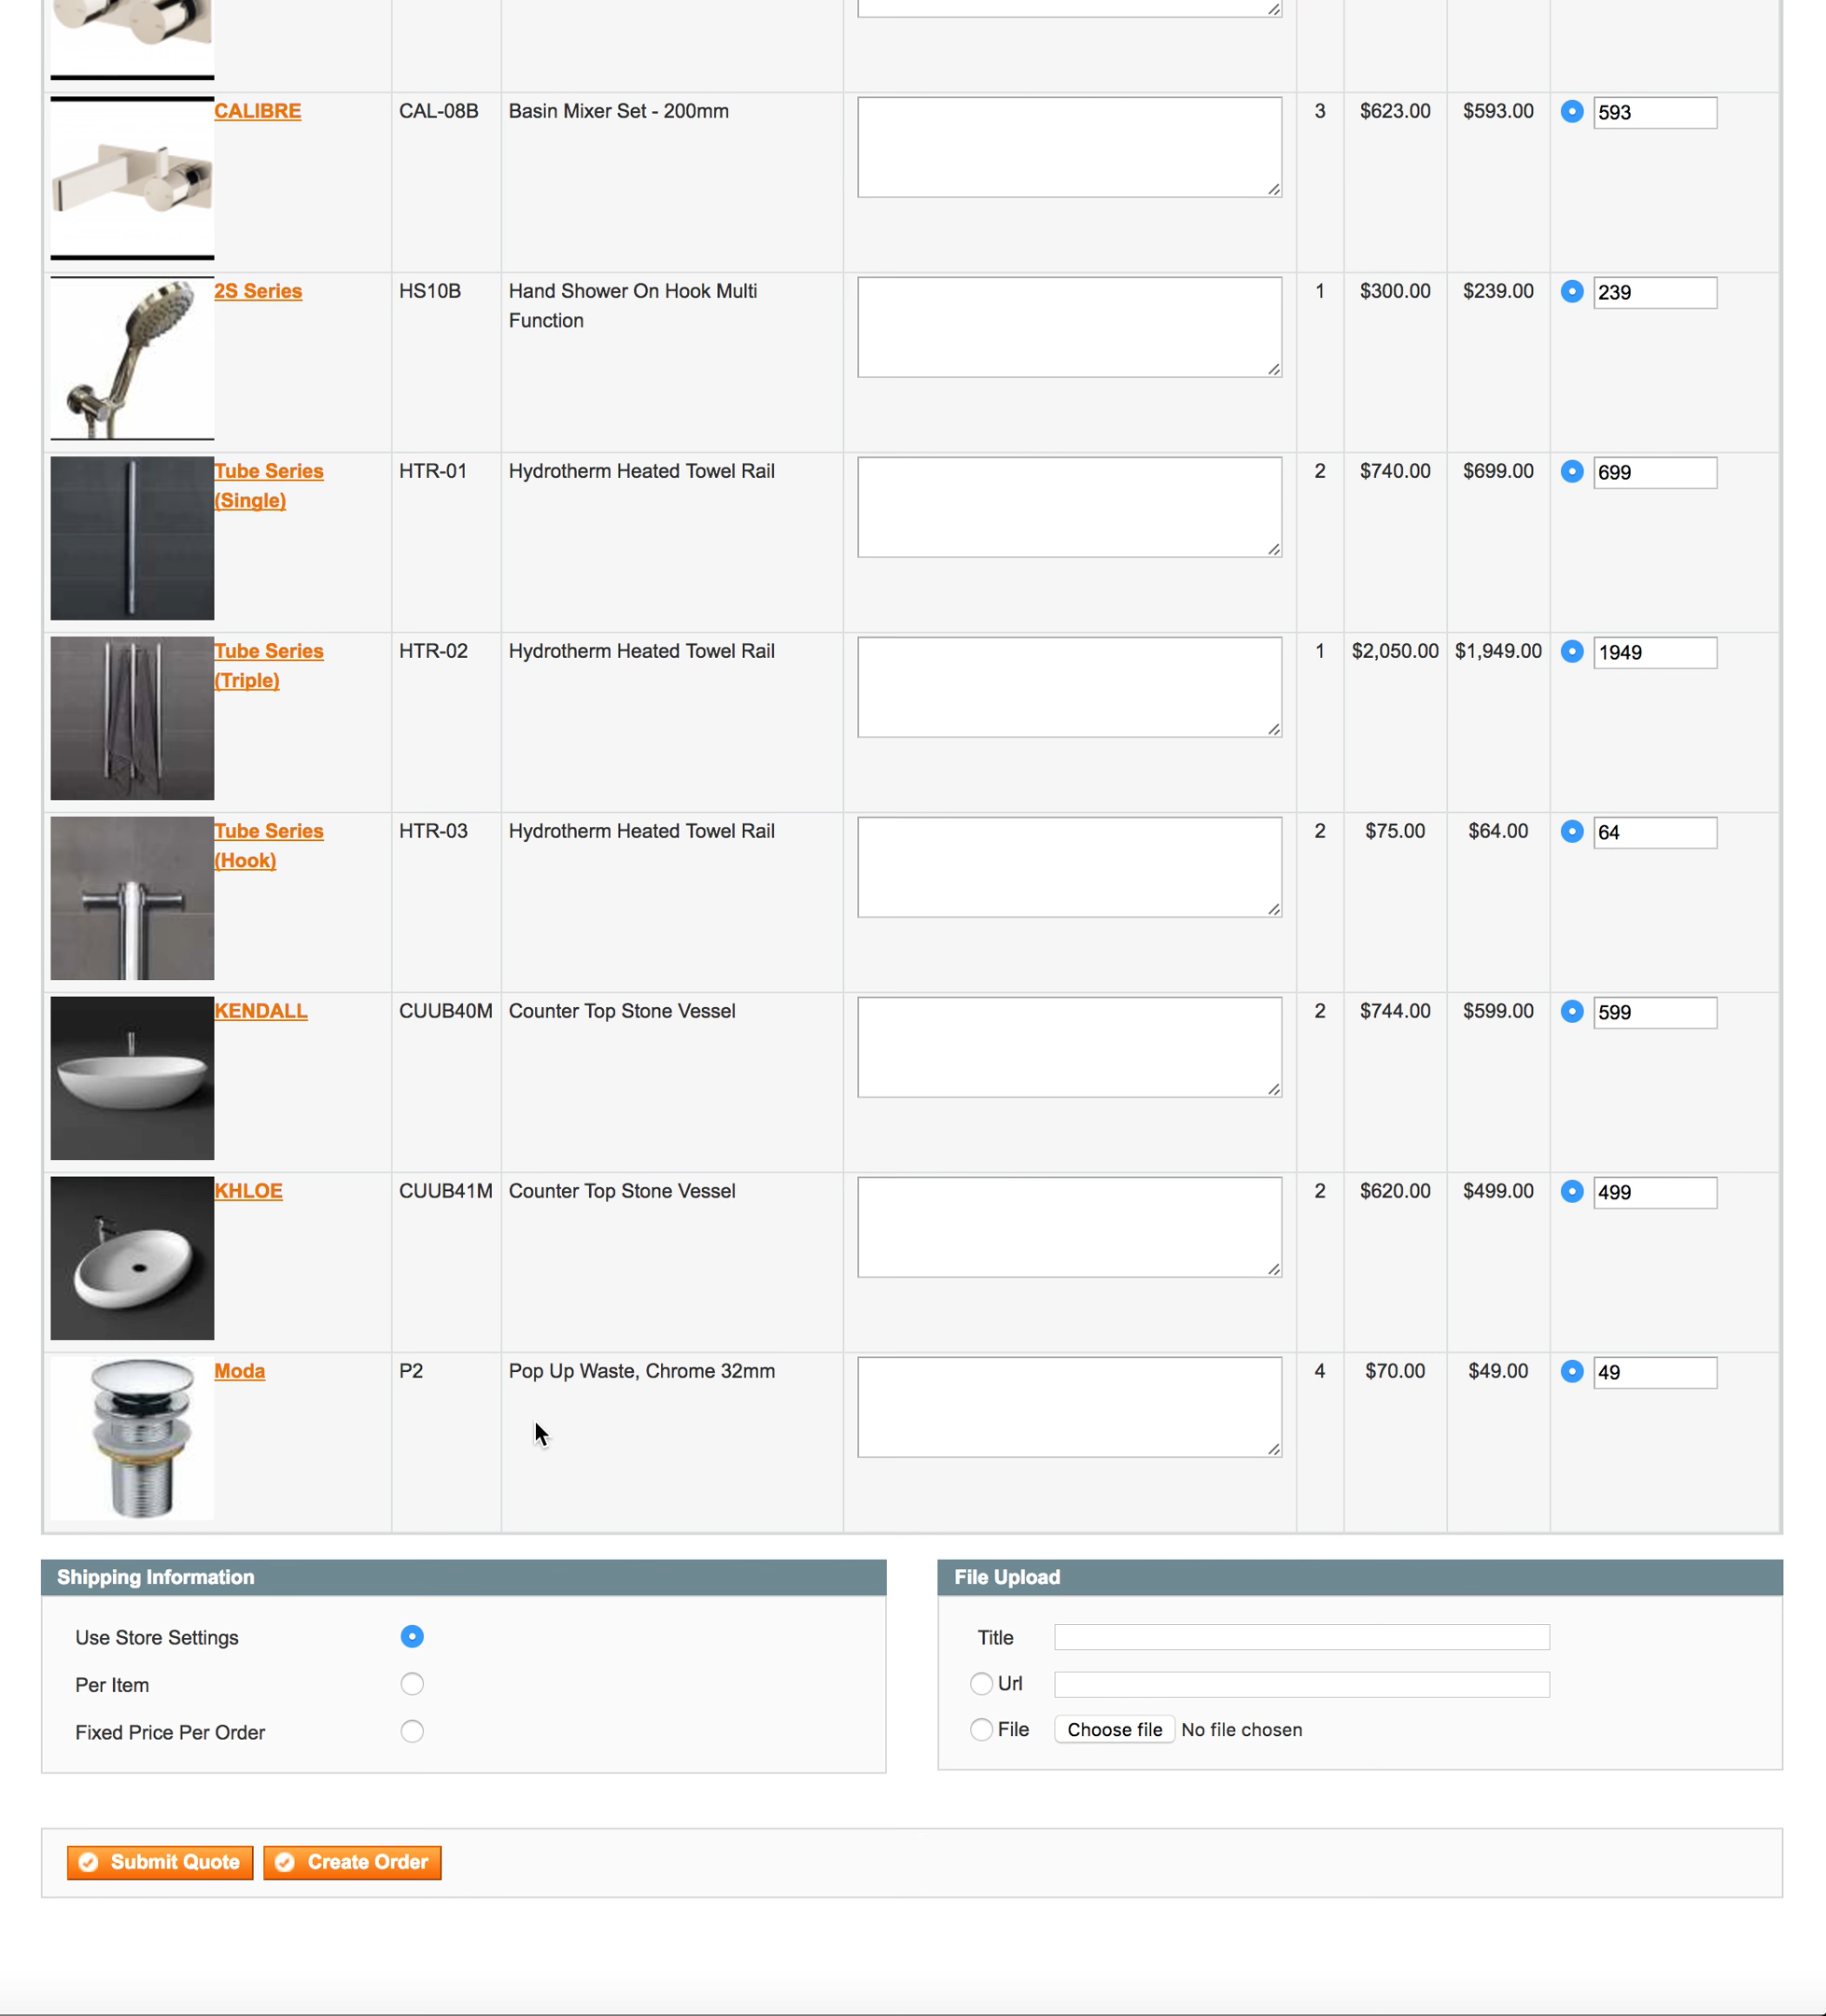 CALIBRE CAL-08B Basin Mixer Set - 200mm 3 $623.00 $593.00 593
2S Series HS10B Hand Shower On Hook Multi 1 $300.00 $239.00 239
Function
Tube Series HTR-01 Hydrotherm Heated Towel Rail 2 $740.00 $699.00 699
(Single)
Tube Series HTR-02 Hydrotherm Heated Towel Rail 1 $2,050.00 $1,949.00 1949
(Triple)
Tube Series HTR-03 Hydrotherm Heated Towel Rail 2 $75.00 $64.00 64
(Hook)
KENDALL CUUB40M Counter Top Stone Vessel 2 $744.00 $599.00 599
KHLOE CUUB41M Counter Top Stone Vessel 2 $620.00 $499.00 499
Moda P2 Pop Up Waste, Chrome 32mm 4 $70.00 $49.00 49
Shipping Information
Use Store Settings
Per Item
Fixed Price Per Order
File Upload
Title
Url
File Choose file No file chosen
Submit Quote Create Order